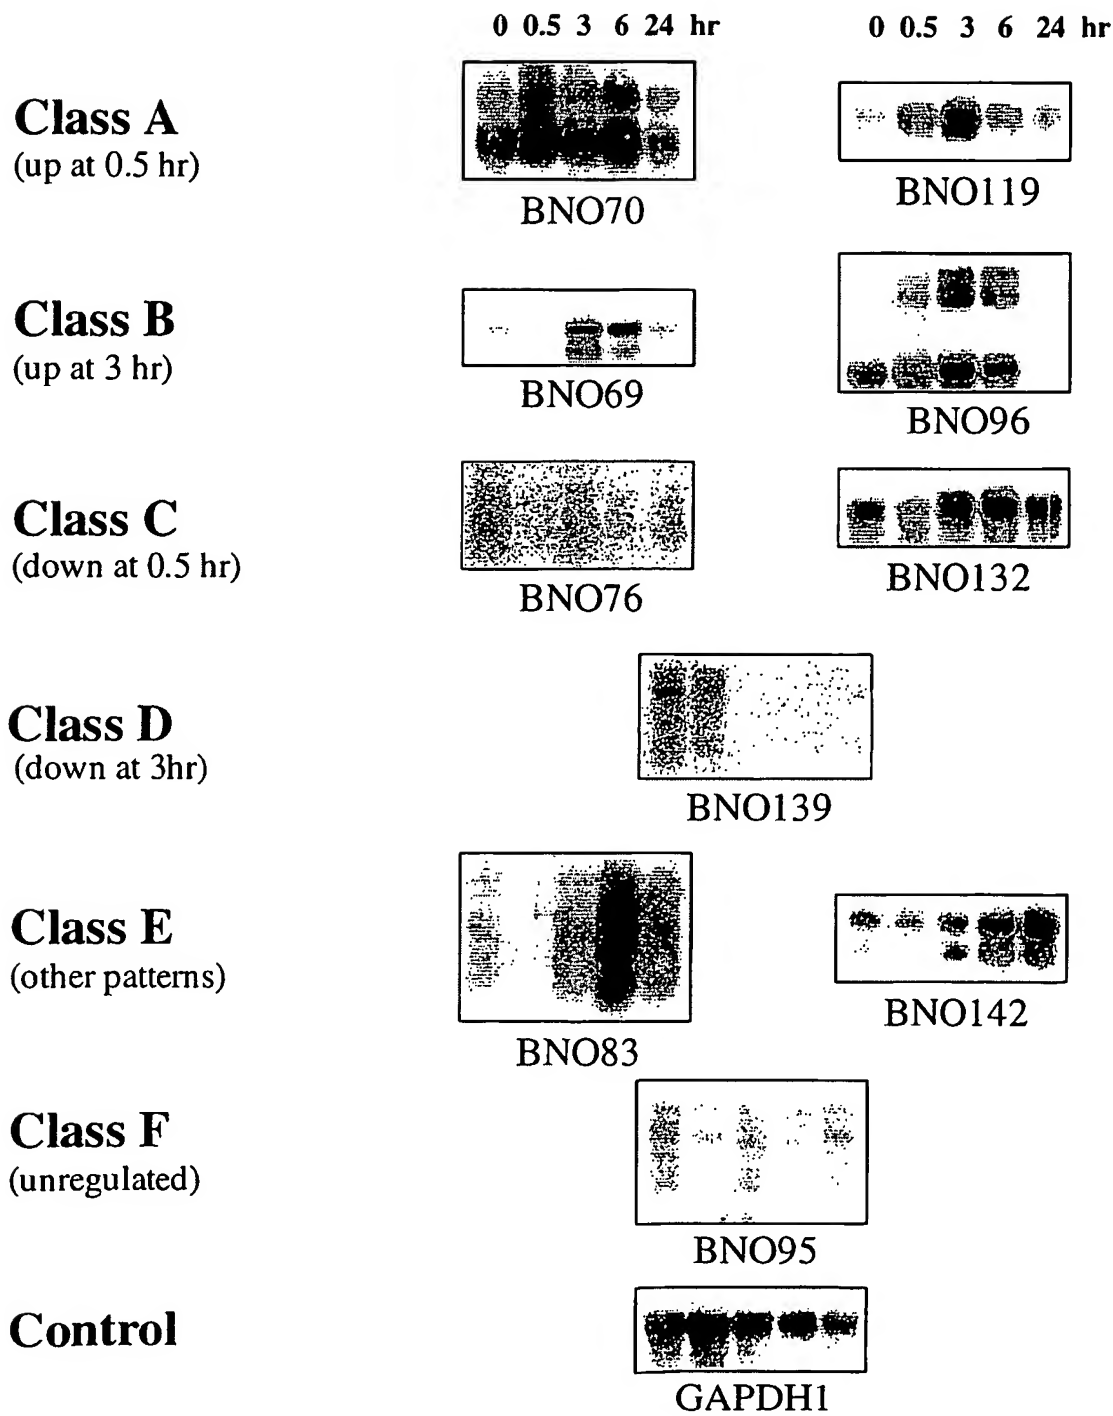 0 0.5 3 6 24 hr
0 0.5 3 6 24 hr
Class A
(up at 0.5 hr)
BNO70
BNO119
Class B
(up at 3 hr)
BNO69
BNO96
Class C
(down at 0.5 hr)
BNO76
BNO132
Class D
(down at 3hr)
BNO139
Class E
(other patterns)
BNO83
BNO142
Class F
(unregulated)
BNO95
Control
GAPDH1